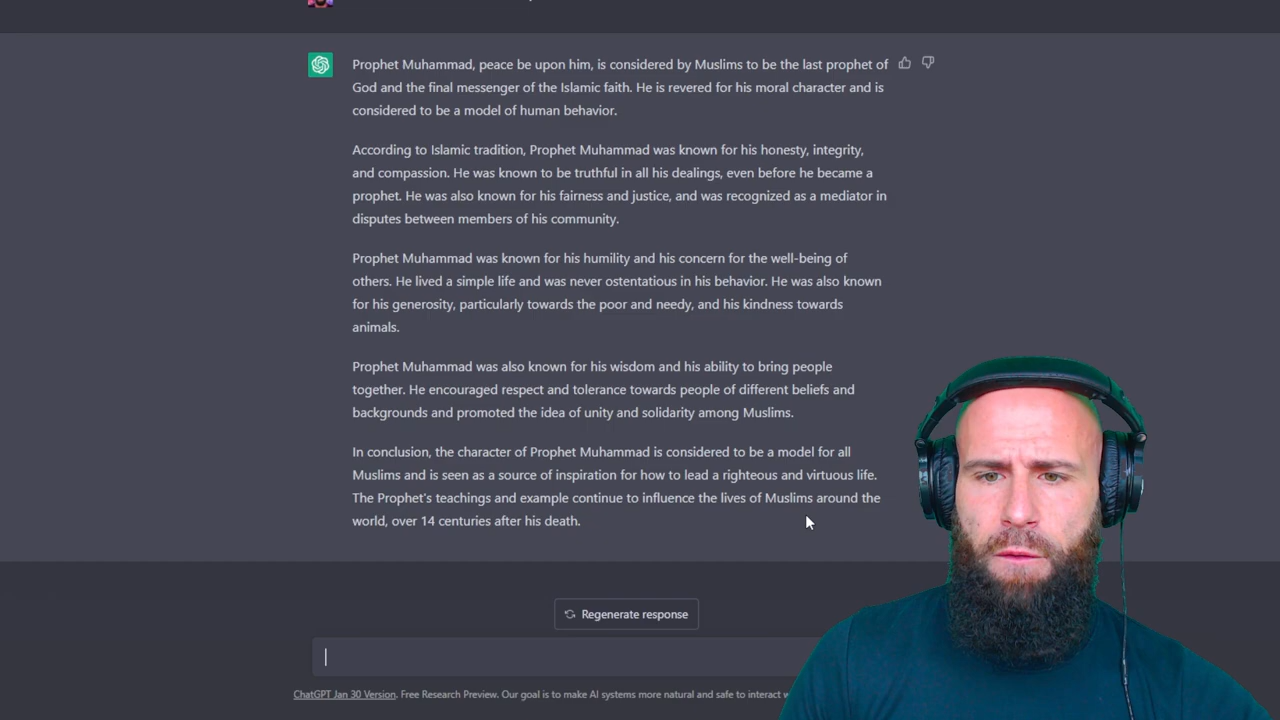 Prophet Muhammad, peace be upon him, is considered by Muslims to be the last prophet of
God and the final messenger of the Islamic faith. He is revered for his moral character and is
considered to be a model of human behavior.
According to Islamic tradition, Prophet Muhammad was known for his honesty, integrity,
and compassion. He was known to be truthful in all his dealings, even before he became a
prophet. He was also known for his fairness and justice, and was recognized as a mediator in
disputes between members of his community.
Prophet Muhammad was known for his humility and his concern for the well-being of
others. He lived a simple life and was never ostentatious in his behavior. He was also known
for his generosity, particularly towards the poor and needy, and his kindness towards
animals.
Prophet Muhammad was also known for his wisdom and his ability to bring people
together. He encouraged respect and tolerance towards people of different beliefs and
backgrounds and promoted the idea of unity and solidarity among Muslims.
In conclusion, the character of Prophet Muhammad is considered to be a model for all
Muslims and is seen as a source of inspiration for how to lead a righteous and virtuous life.
The Prophet's teachings and example continue to influence the lives of Muslims around the
world, over 14 centuries after his death.
Regenerate response
ChatGPT Jan 30 Version. Free Research Preview. Our goal is to make AI systems more natural and safe to interact